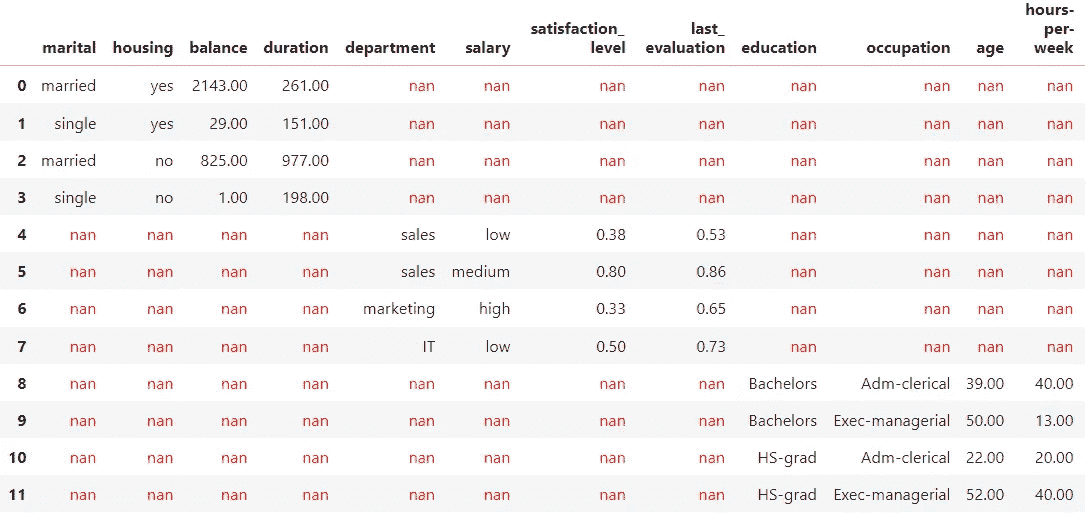 hours-
satisfaction_ last_ per-
marital housing balance duration department salary level evaluation education occupation age week
0 married yes 2143.00 261.00 nan nan nan nan nan nan nan nan
1 single yes 29.00 151.00 nan nan nan nan nan nan nan nan
2 married no 825.00 977.00 nan nan nan nan nan nan nan nan
3 single no 1.00 198.00 nan nan nan nan nan nan nan nan
4 nan nan nan nan sales low 0.38 0.53 nan nan nan nan
5 nan nan nan nan sales medium 0.80 0.86 nan nan nan nan
6 nan nan nan nan marketing high 0.33 0.65 nan nan nan nan
7 nan nan nan nan IT low 0.50 0.73 nan nan nan nan
8 nan nan nan nan nan nan nan nan Bachelors Adm-clerical 39.00 40.00
9 nan nan nan nan nan nan nan nan Bachelors Exec-managerial 50.00 13.00
10 nan nan nan nan nan nan nan nan HS-grad Adm-clerical 22.00 20.00
11 nan nan nan nan nan nan nan nan HS-grad Exec-managerial 52.00 40.00